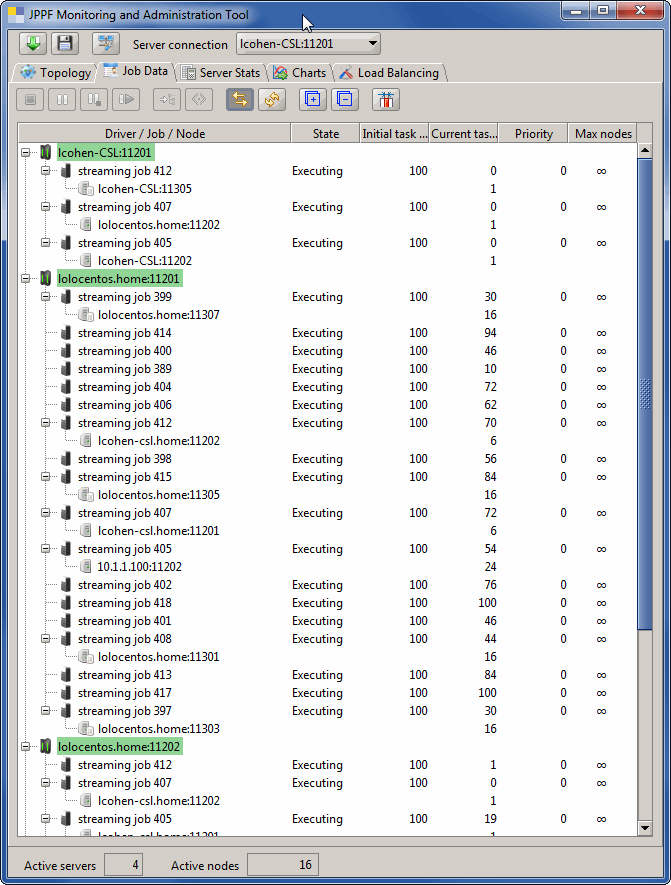 JPPF Monitoring and Administration Tool
Server connection lcohen-CSL:11201
Topology Job Data Server Stats Charts Load Balancing
Driver / Job / Node State Initial task ... Current tas... Priority Max nodes
lcohen-CSL:11201
streaming job 412 Executing 100 0 0 ∞
lcohen-CSL:11305 1
streaming job 407 Executing 100 0 0 ∞
lolocentos.home:11202 1
streaming job 405 Executing 100 0 0 ∞
lcohen-CSL:11202 1
lolocentos.home:11201
streaming job 399 Executing 100 30 0 ∞
lolocentos.home:11307 16
streaming job 414 Executing 100 94 0 ∞
streaming job 400 Executing 100 46 0 ∞
streaming job 389 Executing 100 10 0 ∞
streaming job 404 Executing 100 72 0 ∞
streaming job 406 Executing 100 62 0 ∞
streaming job 412 Executing 100 70 0 ∞
lcohen-csl.home:11202 6
streaming job 398 Executing 100 56 0 ∞
streaming job 415 Executing 100 84 0 ∞
lolocentos.home:11305 16
streaming job 407 Executing 100 72 0 ∞
lcohen-csl.home:11201 6
streaming job 405 Executing 100 54 0 ∞
10.1.1.100:11202 24
streaming job 402 Executing 100 76 0 ∞
streaming job 418 Executing 100 100 0 ∞
streaming job 401 Executing 100 46 0 ∞
streaming job 408 Executing 100 44 0 ∞
lolocentos.home:11301 16
streaming job 413 Executing 100 84 0 ∞
streaming job 417 Executing 100 100 0 ∞
streaming job 397 Executing 100 30 0 ∞
lolocentos.home:11303 16
lolocentos.home:11202
streaming job 412 Executing 100 1 0 ∞
streaming job 407 Executing 100 0 0 ∞
lcohen-csl.home:11202 1
streaming job 405 Executing 100 19 0 ∞
lcohen-csl.home:11201 1
Active servers 4 Active nodes 16